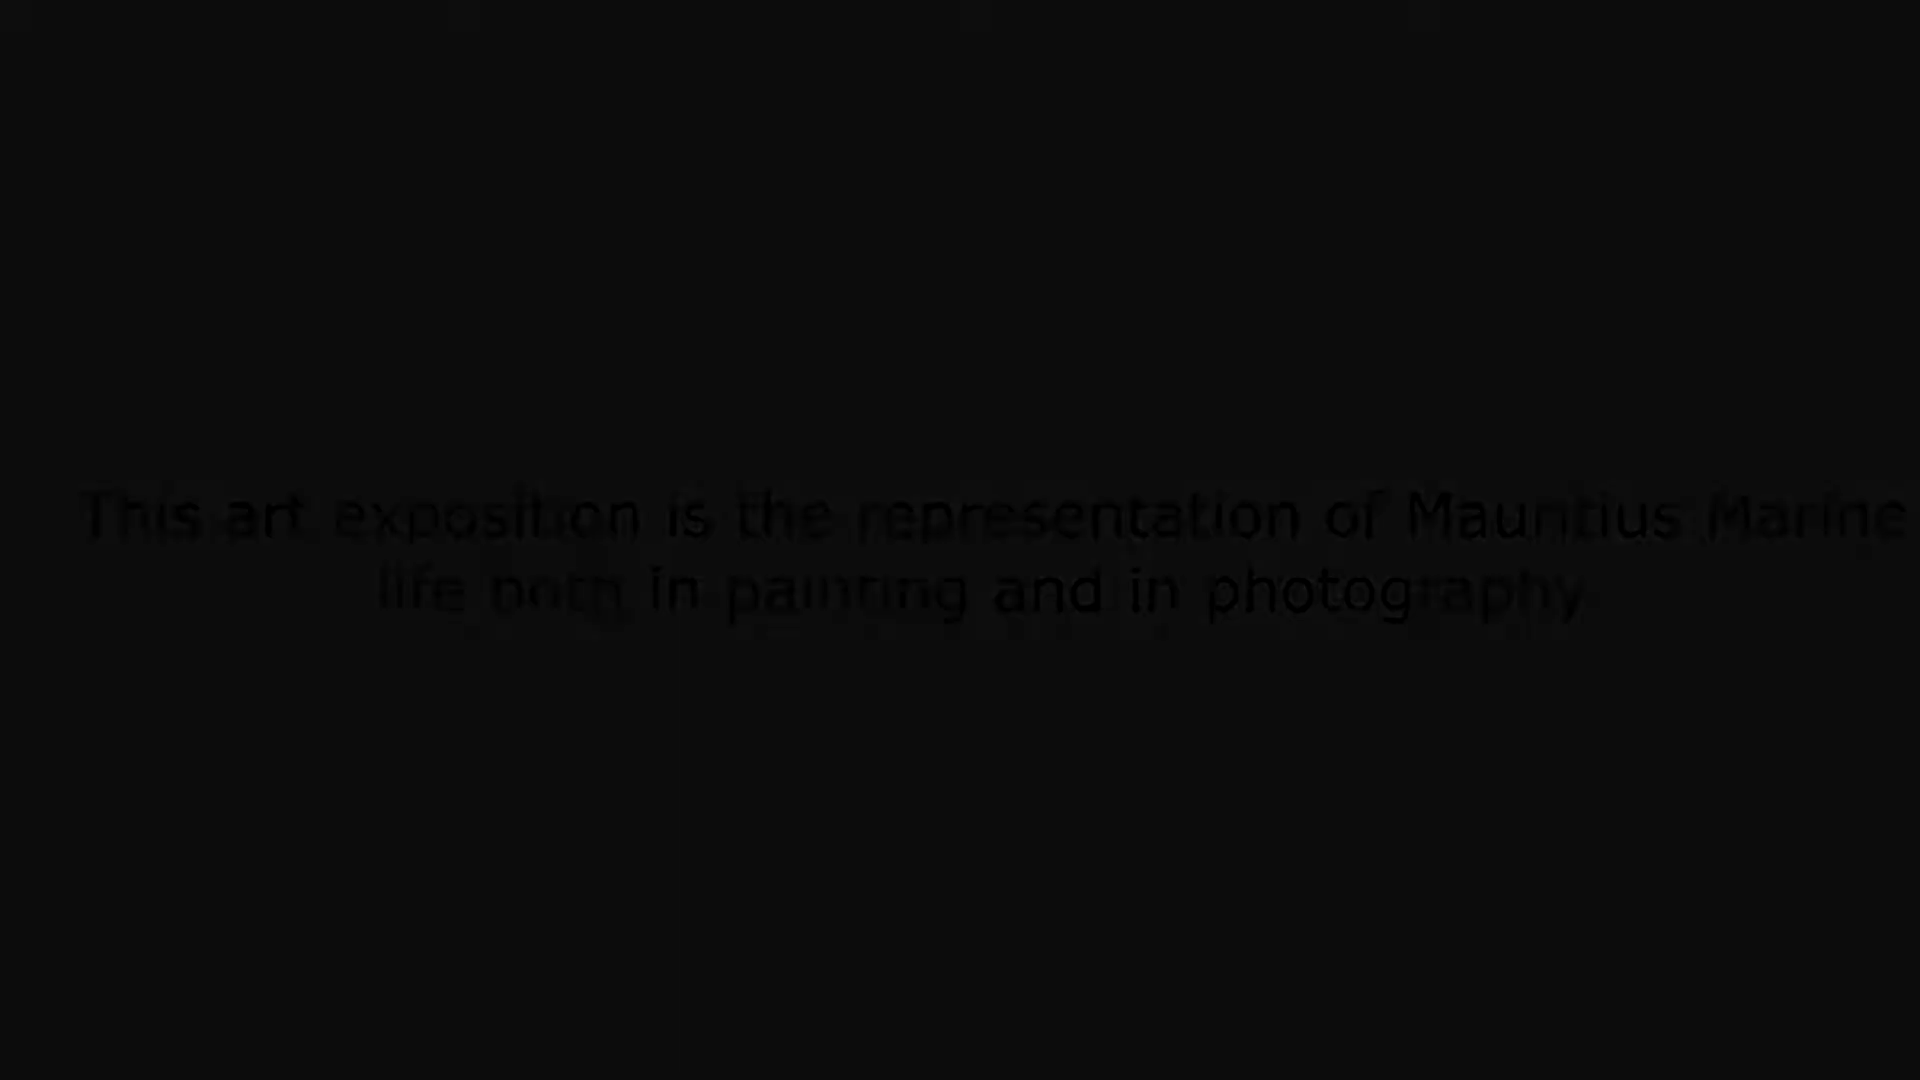 This art exposition is the representation of Mauritius Marine
life both in painting and in photography